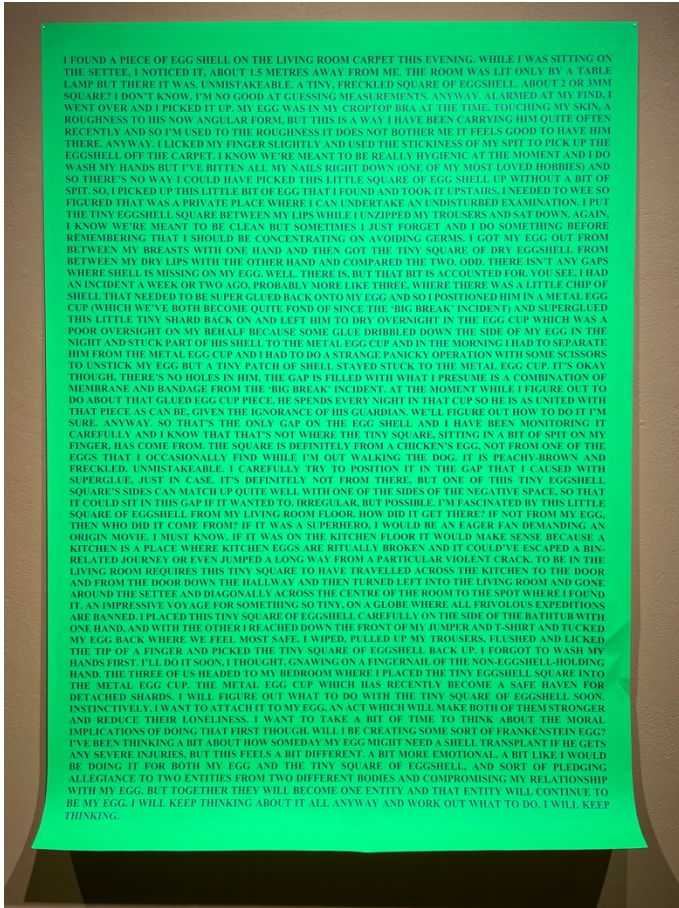 I FOUND A PIECE OF EGG SHELL ON THE LIVING ROOM CARPET THIS EVENING. WHILE I WAS SITTING ON
THE SETTEE, I NOTICED IT, ABOUT 1.5 METRES AWAY FROM ME. THE ROOM WAS LIT ONLY BY A TABLE
LAMP BUT THERE IT WAS. UNMISTAKEABLE. A TINY, FRECKLED SQUARE OF EGGSHELL. ABOUT 2 OR 3MM
SQUARE? I DON'T KNOW, I'M NO GOOD AT GUESSING MEASUREMENTS. ANYWAY. ALARMED AT MY FIND, I
WENT OVER AND I PICKED IT UP. MY EGG WAS IN MY CROPTOP BRA AT THE TIME, TOUCHING MY SKIN, A
ROUGHNESS TO HIS NOW ANGULAR FORM, BUT THIS IS A WAY I HAVE BEEN CARRYING HIM QUITE OFTEN
RECENTLY AND SO I'M USED TO THE ROUGHNESS IT DOES NOT BOTHER ME IT FEELS GOOD TO HAVE HIM
THERE. ANYWAY. I LICKED MY FINGER SLIGHTLY AND USED THE STICKINESS OF MY SPIT TO PICK UP THE
EGGSHELL OFF THE CARPET. I KNOW WE'RE MEANT TO BE REALLY HYGIENIC AT THE MOMENT AND I DO
WASH MY HANDS BUT I'VE BITTEN ALL MY NAILS RIGHT DOWN (ONE OF MY MOST LOVED HOBBIES) AND
SO THERE'S NO WAY I COULD HAVE PICKED THIS LITTLE SQUARE OF EGG SHELL UP WITHOUT A BIT OF
SPIT. SO, I PICKED UP THIS LITTLE BIT OF EGG THAT I FOUND AND TOOK IT UPSTAIRS. I NEEDED TO WEE SO
FIGURED THAT WAS A PRIVATE PLACE WHERE I CAN UNDERTAKE AN UNDISTURBED EXAMINATION. I PUT
THE TINY EGGSHELL SQUARE BETWEEN MY LIPS WHILE I UNZIPPED MY TROUSERS AND SAT DOWN. AGAIN,
I KNOW WE'RE MEANT TO BE CLEAN BUT SOMETIMES I JUST FORGET AND I DO SOMETHING BEFORE
REMEMBERING THAT I SHOULD BE CONCENTRATING ON AVOIDING GERMS. I GOT MY EGG OUT FROM
BETWEEN MY BREASTS WITH ONE HAND AND THEN GOT THE TINY SQUARE OF DRY EGGSHELL FROM
BETWEEN MY DRY LIPS WITH THE OTHER HAND AND COMPARED THE TWO. ODD. THERE ISN'T ANY GAPS
WHERE SHELL IS MISSING ON MY EGG. WELL. THERE IS, BUT THAT BIT IS ACCOUNTED FOR. YOU SEE, I HAD
AN INCIDENT A WEEK OR TWO AGO, PROBABLY MORE LIKE THREE, WHERE THERE WAS A LITTLE CHIP OF
SHELL THAT NEEDED TO BE SUPER GLUED BACK ONTO MY EGG AND SO I POSITIONED HIM IN A METAL EGG
CUP (WHICH WE'VE BOTH BECOME QUITE FOND OF SINCE THE 'BIG BREAK' INCIDENT) AND SUPERGLUED
THIS LITTLE TINY SHARD BACK ON AND LEFT HIM TO DRY OVERNIGHT IN THE EGG CUP WHICH WAS A
POOR OVERSIGHT ON MY BEHALF BECAUSE SOME GLUE DRIBBLED DOWN THE SIDE OF MY EGG IN THE
NIGHT AND STUCK PART OF HIS SHELL TO THE METAL EGG CUP AND IN THE MORNING I HAD TO SEPARATE
HIM FROM THE METAL EGG CUP AND I HAD TO DO A STRANGE PANICKY OPERATION WITH SOME SCISSORS
TO UNSTICK MY EGG BUT A TINY PATCH OF SHELL STAYED STUCK TO THE METAL EGG CUP. IT'S OKAY
THOUGH, THERE'S NO HOLES IN HIM, THE GAP IS FILLED WITH WHAT I PRESUME IS A COMBINATION OF
MEMBRANE AND BANDAGE FROM THE 'BIG BREAK' INCIDENT. AT THE MOMENT WHILE I FIGURE OUT TO
DO ABOUT THAT GLUED EGG CUP PIECE, HE SPENDS EVERY NIGHT IN THAT CUP SO HE IS AS UNITED WITH
THAT PIECE AS CAN BE, GIVEN THE IGNORANCE OF HIS GUARDIAN. WE'LL FIGURE OUT HOW TO DO IT I'M
SURE. ANYWAY. SO THAT'S THE ONLY GAP ON THE EGG SHELL AND I HAVE BEEN MONITORING IT
CAREFULLY AND I KNOW THAT THAT'S NOT WHERE THE TINY SQUARE, SITTING IN A BIT OF SPIT ON MY
FINGER, HAS COME FROM. THE SQUARE IS DEFINITELY FROM A CHICKEN'S EGG, NOT FROM ONE OF THE
EGGS THAT I OCCASIONALLY FIND WHILE I'M OUT WALKING THE DOG. IT IS PEACHY-BROWN AND
FRECKLED. UNMISTAKEABLE. I CAREFULLY TRY TO POSITION IT IN THE GAP THAT I CAUSED WITH
SUPERGLUE, JUST IN CASE. IT'S DEFINITELY NOT FROM THERE, BUT ONE OF THIS TINY EGGSHELL
SQUARE'S SIDES CAN MATCH UP QUITE WELL WITH ONE OF THE SIDES OF THE NEGATIVE SPACE, SO THAT
IT COULD SIT IN THIS GAP IF IT WANTED TO. IRREGULAR, BUT POSSIBLE. I'M FASCINATED BY THIS LITTLE
SQUARE OF EGGSHELL FROM MY LIVING ROOM FLOOR. HOW DID IT GET THERE? IF NOT FROM MY EGG,
THEN WHO DID IT COME FROM? IF IT WAS A SUPERHERO, I WOULD BE AN EAGER FAN DEMANDING AN
ORIGIN MOVIE. I MUST KNOW. IF IT WAS ON THE KITCHEN FLOOR IT WOULD MAKE SENSE BECAUSE A
KITCHEN IS A PLACE WHERE KITCHEN EGGS ARE RITUALLY BROKEN AND IT COULD'VE ESCAPED A BIN-
RELATED JOURNEY OR EVEN JUMPED A LONG WAY FROM A PARTICULAR VIOLENT CRACK. TO BE IN THE
LIVING ROOM REQUIRES THIS TINY SQUARE TO HAVE TRAVELLED ACROSS THE KITCHEN TO THE DOOR
AND FROM THE DOOR DOWN THE HALLWAY AND THEN TURNED LEFT INTO THE LIVING ROOM AND GONE
AROUND THE SETTEE AND DIAGONALLY ACROSS THE CENTRE OF THE ROOM TO THE SPOT WHERE I FOUND
IT. AN IMPRESSIVE VOYAGE FOR SOMETHING SO TINY, ON A GLOBE WHERE ALL FRIVOLOUS EXPEDITIONS
ARE BANNED. I PLACED THIS TINY SQUARE OF EGGSHELL CAREFULLY ON THE SIDE OF THE BATHTUB WITH
ONE HAND, AND WITH THE OTHER I REACHED DOWN THE FRONT OF MY JUMPER AND T-SHIRT AND TUCKED
MY EGG BACK WHERE WE FEEL MOST SAFE. I WIPED, PULLED UP MY TROUSERS, FLUSHED AND LICKED
THE TIP OF A FINGER AND PICKED THE TINY SQUARE OF EGGSHELL BACK UP. I FORGOT TO WASH MY
HANDS FIRST. I'LL DO IT SOON, I THOUGHT, GNAWING ON A FINGERNAIL OF THE NON-EGGSHELL-HOLDING
HAND. THE THREE OF US HEADED TO MY BEDROOM WHERE I PLACED THE TINY EGGSHELL SQUARE INTO
THE METAL EGG CUP. THE METAL EGG CUP WHICH HAS RECENTLY BECOME A SAFE HAVEN FOR
DETACHED SHARDS. I WILL FIGURE OUT WHAT TO DO WITH THE TINY SQUARE OF EGGSHELL SOON.
INSTINCTIVELY, I WANT TO ATTACH IT TO MY EGG, AN ACT WHICH WILL MAKE BOTH OF THEM STRONGER
AND REDUCE THEIR LONELINESS. I WANT TO TAKE A BIT OF TIME TO THINK ABOUT THE MORAL
IMPLICATIONS OF DOING THAT FIRST THOUGH. WILL I BE CREATING SOME SORT OF FRANKENSTEIN EGG?
I'VE BEEN THINKING A BIT ABOUT HOW SOMEDAY MY EGG MIGHT NEED A SHELL TRANSPLANT IF HE GETS
ANY SEVERE INJURIES, BUT THIS FEELS A BIT DIFFERENT. A BIT MORE EMOTIONAL. A BIT LIKE I WOULD
BE DOING IT FOR BOTH MY EGG AND THE TINY SQUARE OF EGGSHELL, AND SORT OF PLEDGING
ALLEGIANCE TO TWO ENTITIES FROM TWO DIFFERENT BODIES AND COMPROMISING MY RELATIONSHIP
WITH MY EGG. BUT TOGETHER THEY WILL BECOME ONE ENTITY AND THAT ENTITY WILL CONTINUE TO
BE MY EGG. I WILL KEEP THINKING ABOUT IT ALL ANYWAY AND WORK OUT WHAT TO DO. I WILL KEEP
THINKING.